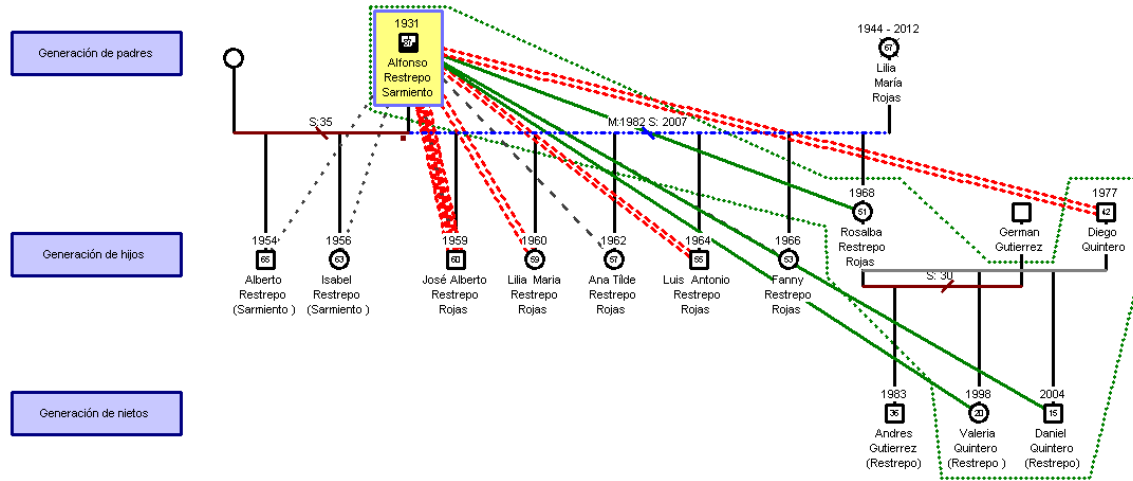 Generación de padres
1931
Alfonso
Restrepo
Sarmiento
1944 - 2012
67
Lilia
María
Rojas
S:35
M:1982 S: 2007
Generación de hijos
1954
65
Alberto
Restrepo
(Sarmiento )
1956
63
Isabel
Restrepo
(Sarmiento )
1959
60
José Alberto
Restrepo
Rojas
1960
59
Lilia Maria
Restrepo
Rojas
1962
57
Ana Tilde
Restrepo
Rojas
1964
55
Luis Antonio
Restrepo
Rojas
1966
53
Fanny
Restrepo
Rojas
1968
51
Rosalba
Restrepo
Rojas
German
Gutierrez
1977
42
Diego
Quintero
S: 30
Generación de nietos
1983
36
Andres
Gutierrez
(Restrepo)
1998
20
Valeria
Quintero
(Restrepo )
2004
15
Daniel
Quintero
(Restrepo)